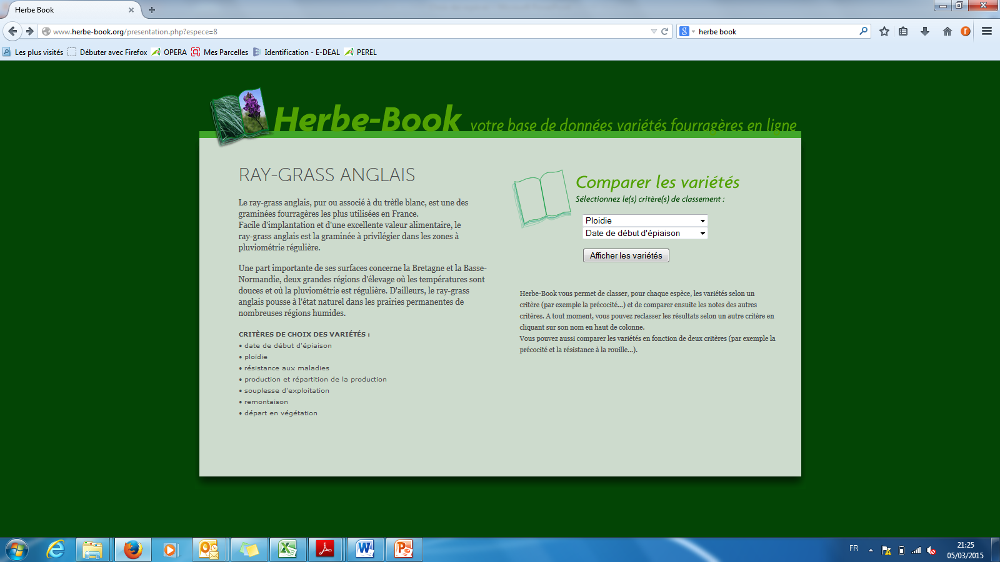 Herbe Book
www.herbe-book.org/presentation.php?espece=8
herbe book
Les plus visités Débuter avec Firefox OPERA Mes Parcelles Identification - E-DEAL PEREL
Herbe-Book votre base de données variétés fourragères en ligne
RAY-GRASS ANGLAIS
Le ray-grass anglais, pur ou associé à du trèfle blanc, est une des
graminées fourragères les plus utilisées en France.
Facile d'implantation et d'une excellente valeur alimentaire, le
ray-grass anglais est la graminée à privilégier dans les zones à
pluviométrie régulière.
Une part importante de ses surfaces concerne la Bretagne et la Basse-
Normandie, deux grandes régions d'élevage où les températures sont
douces et où la pluviométrie est régulière. D'ailleurs, le ray-grass
anglais pousse à l'état naturel dans les prairies permanentes de
nombreuses régions humides.
CRITÈRES DE CHOIX DES VARIÉTÉS :
• date de début d'épiaison
• ploïdie
• résistance aux maladies
• production et répartition de la production
• souplesse d'exploitation
• remontaison
• départ en végétation
Comparer les variétés
Sélectionnez le(s) critère(s) de classement :
Ploidie
Date de début d'épiaison
Afficher les variétés
Herbe-Book vous permet de classer, pour chaque espèce, les variétés selon un
critère (par exemple la précocité...) et de comparer ensuite les notes des autres
critères. A tout moment, vous pouvez reclasser les résultats selon un autre critère en
cliquant sur son nom en haut de colonne.
Vous pouvez aussi comparer les variétés en fonction de deux critères (par exemple la
précocité et la résistance à la rouille...).
FR
21:25
05/03/2015